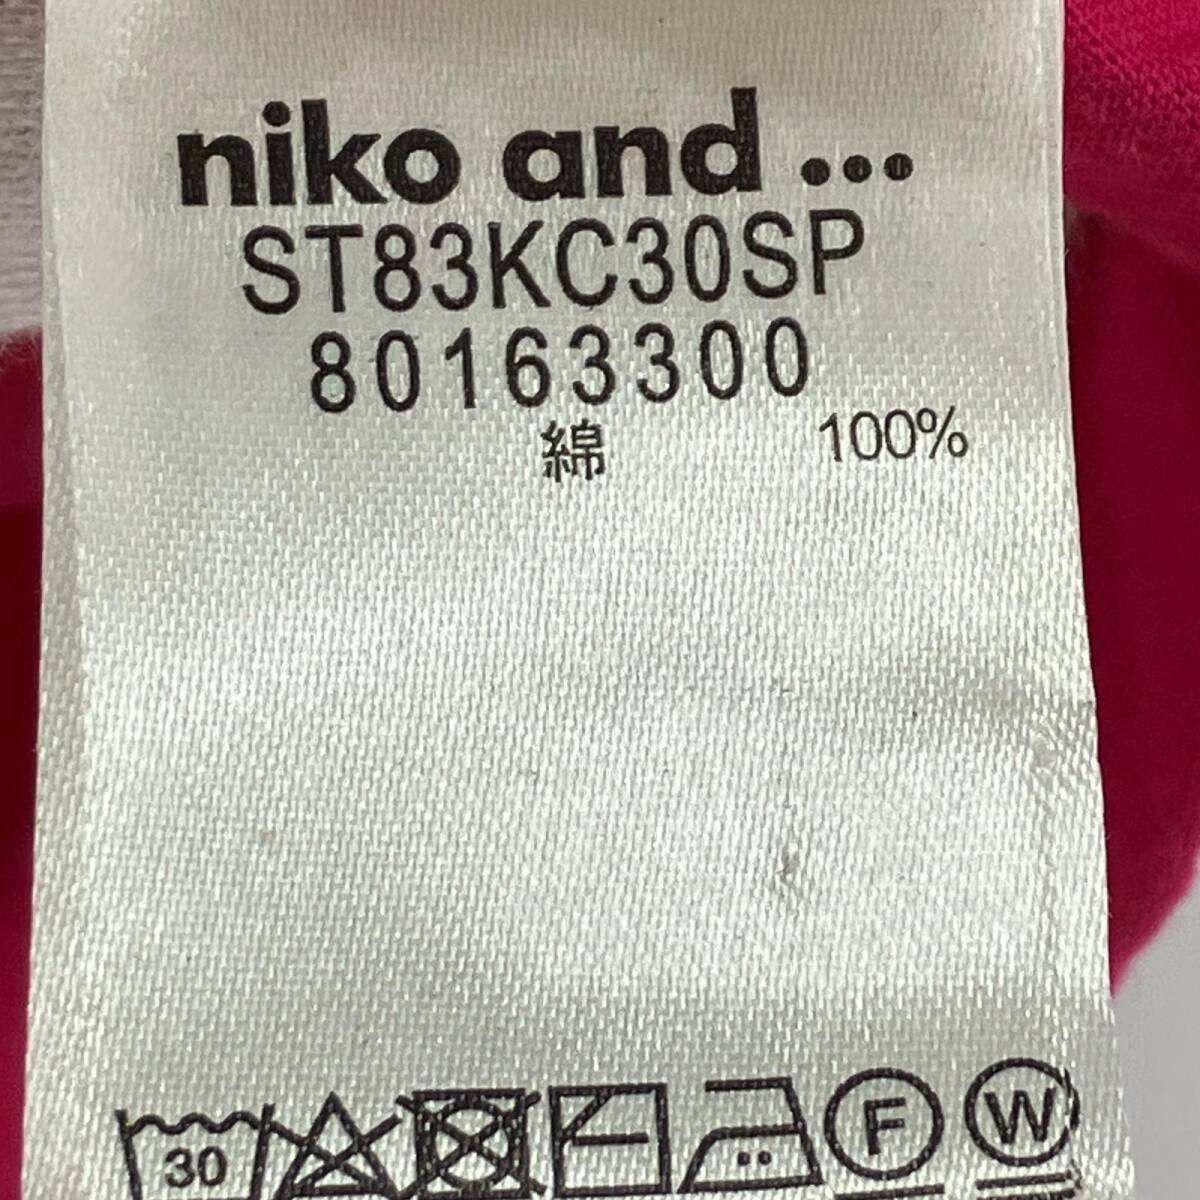 niko and ...
ST83KC30SP
80163300
綿 100%
30 F W